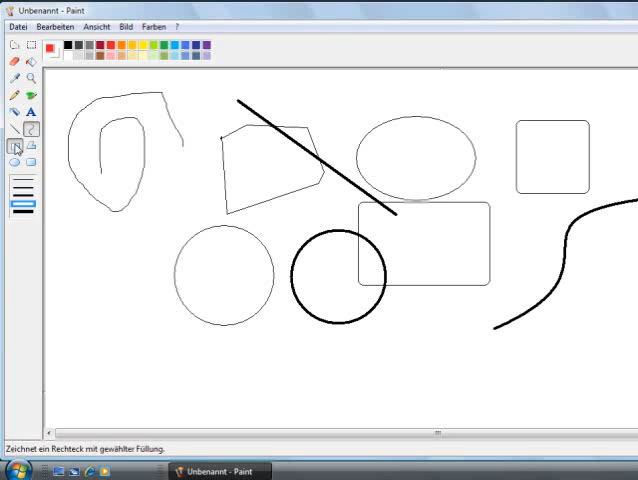 Unbenannt - Paint
Datei Bearbeiten Ansicht Bild Farben ?
A
Zeichnet ein Rechteck mit gewählter Füllung.
Unbenannt - Paint